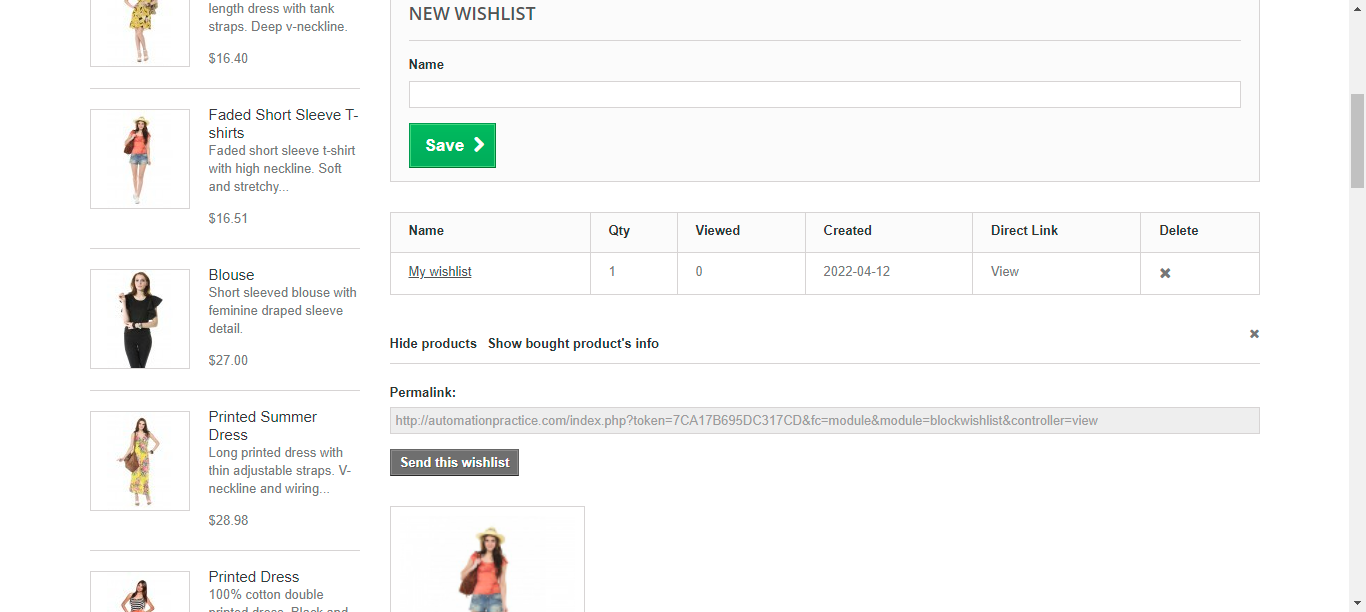 length dress with tank
straps. Deep v-neckline.
$16.40
Faded Short Sleeve T-
shirts
Faded short sleeve t-shirt
with high neckline. Soft
and stretchy...
$16.51
Blouse
Short sleeved blouse with
feminine draped sleeve
detail.
$27.00
Printed Summer
Dress
Long printed dress with
thin adjustable straps. V-
neckline and wiring...
$28.98
Printed Dress
100% cotton double
printed dress. Black and
NEW WISHLIST
Name
Save
Name Qty Viewed Created Direct Link Delete
My wishlist 1 0 2022-04-12 View
Hide products Show bought product's info
Permalink:
http://automationpractice.com/index.php?token=7CA17B695DC317CD&fc=module&module=blockwishlist&controller=view
Send this wishlist